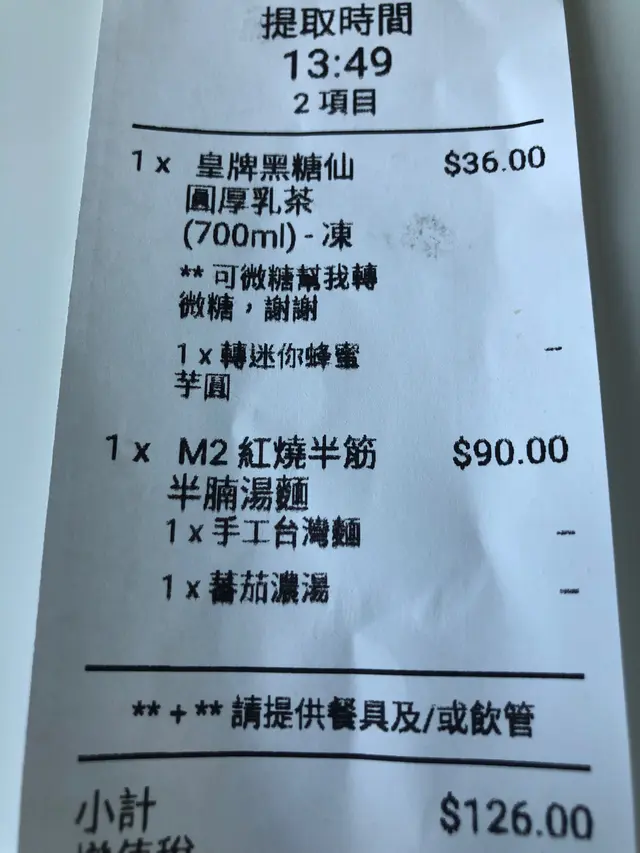 提取時間
13:49
2 項目
1 x 皇牌黑糖仙 $36.00
圓厚乳茶
(700ml) - 凍
** 可微糖幫我轉
微糖，謝謝
1 x 轉迷你蜂蜜 --
芋圓
1 x M2 紅燒半筋 $90.00
半腩湯麵
1 x 手工台灣麵 --
1 x 蕃茄濃湯 --
** + ** 請提供餐具及/或飲管
小計 $126.00